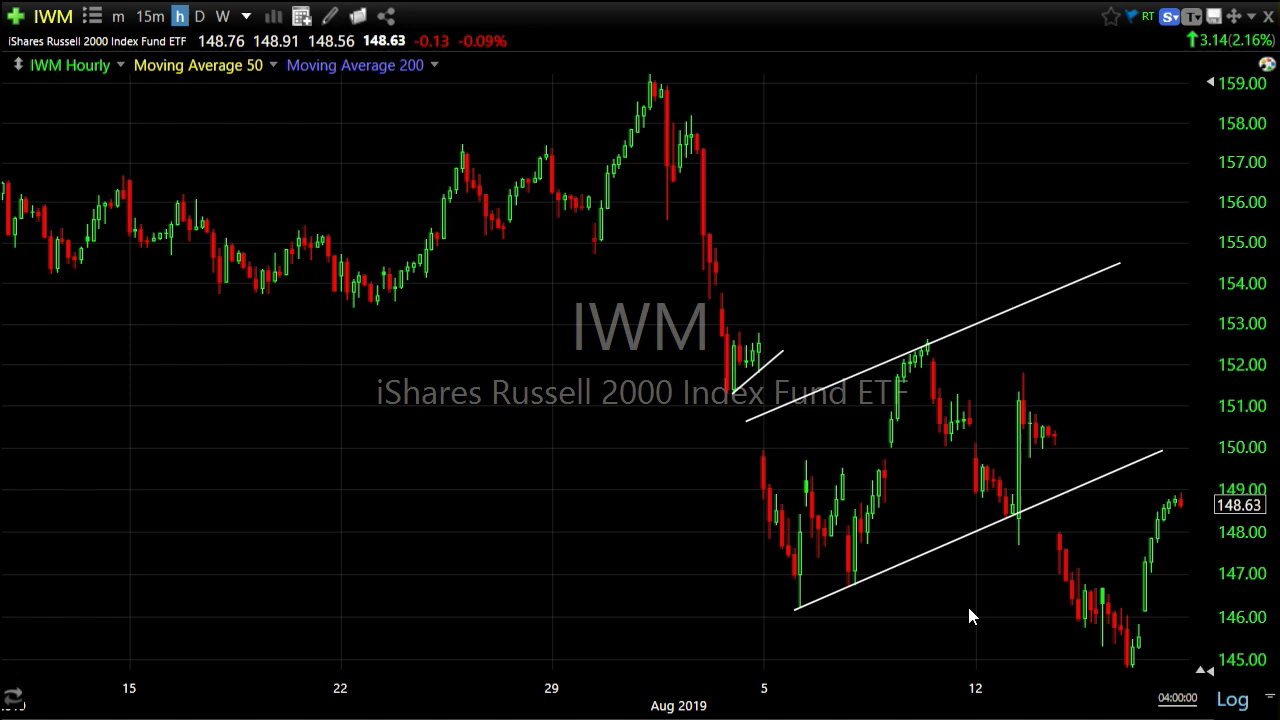 IWM m 15m h D W RT S T
iShares Russell 2000 Index Fund ETF 148.76 148.91 148.56 148.63 -0.13 -0.09% 3.14(2.16%)
IWM Hourly Moving Average 50 Moving Average 200
159.00
158.00
157.00
156.00
155.00
154.00
153.00
152.00
151.00
150.00
149.00
148.63
148.00
147.00
146.00
145.00
IWM
iShares Russell 2000 Index Fund ETF
15 22 29 5 12
Aug 2019
04:00:00
Log